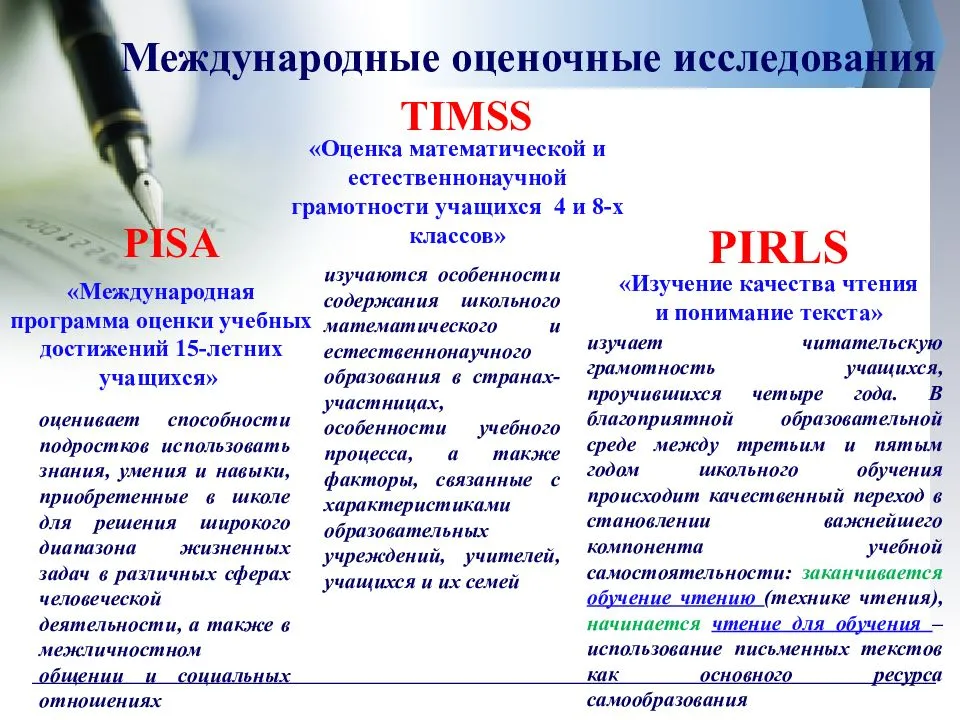 Международные оценочные исследования
TIMSS
«Оценка математической и
естественнонаучной
грамотности учащихся 4 и 8-х
классов»
изучаются особенности
содержания школьного
математического и
естественнонаучного
образования в странах-
участницах,
особенности учебного
процесса, а также
факторы, связанные с
характеристиками
образовательных
учреждений, учителей,
учащихся и их семей
PISA
«Международная
программа оценки учебных
достижений 15-летних
учащихся»
оценивает способности
подростков использовать
знания, умения и навыки,
приобретенные в школе
для решения широкого
диапазона жизненных
задач в различных сферах
человеческой
деятельности, а также в
межличностном
общении и социальных
отношениях
PIRLS
«Изучение качества чтения
и понимание текста»
изучает читательскую
грамотность учащихся,
проучившихся четыре года. В
благоприятной образовательной
среде между третьим и пятым
годом школьного обучения
происходит качественный переход в
становлении важнейшего
компонента учебной
самостоятельности: заканчивается
обучение чтению (технике чтения),
начинается чтение для обучения –
использование письменных текстов
как основного ресурса
самообразования